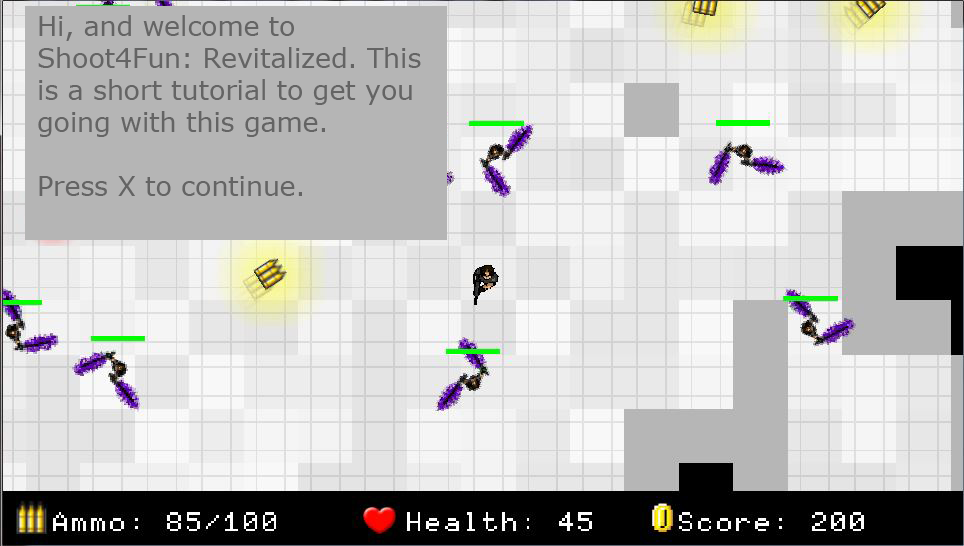 Hi, and welcome to
Shoot4Fun: Revitalized. This
is a short tutorial to get you
going with this game.
Press X to continue.
Ammo: 85/100 Health: 45 Score: 200